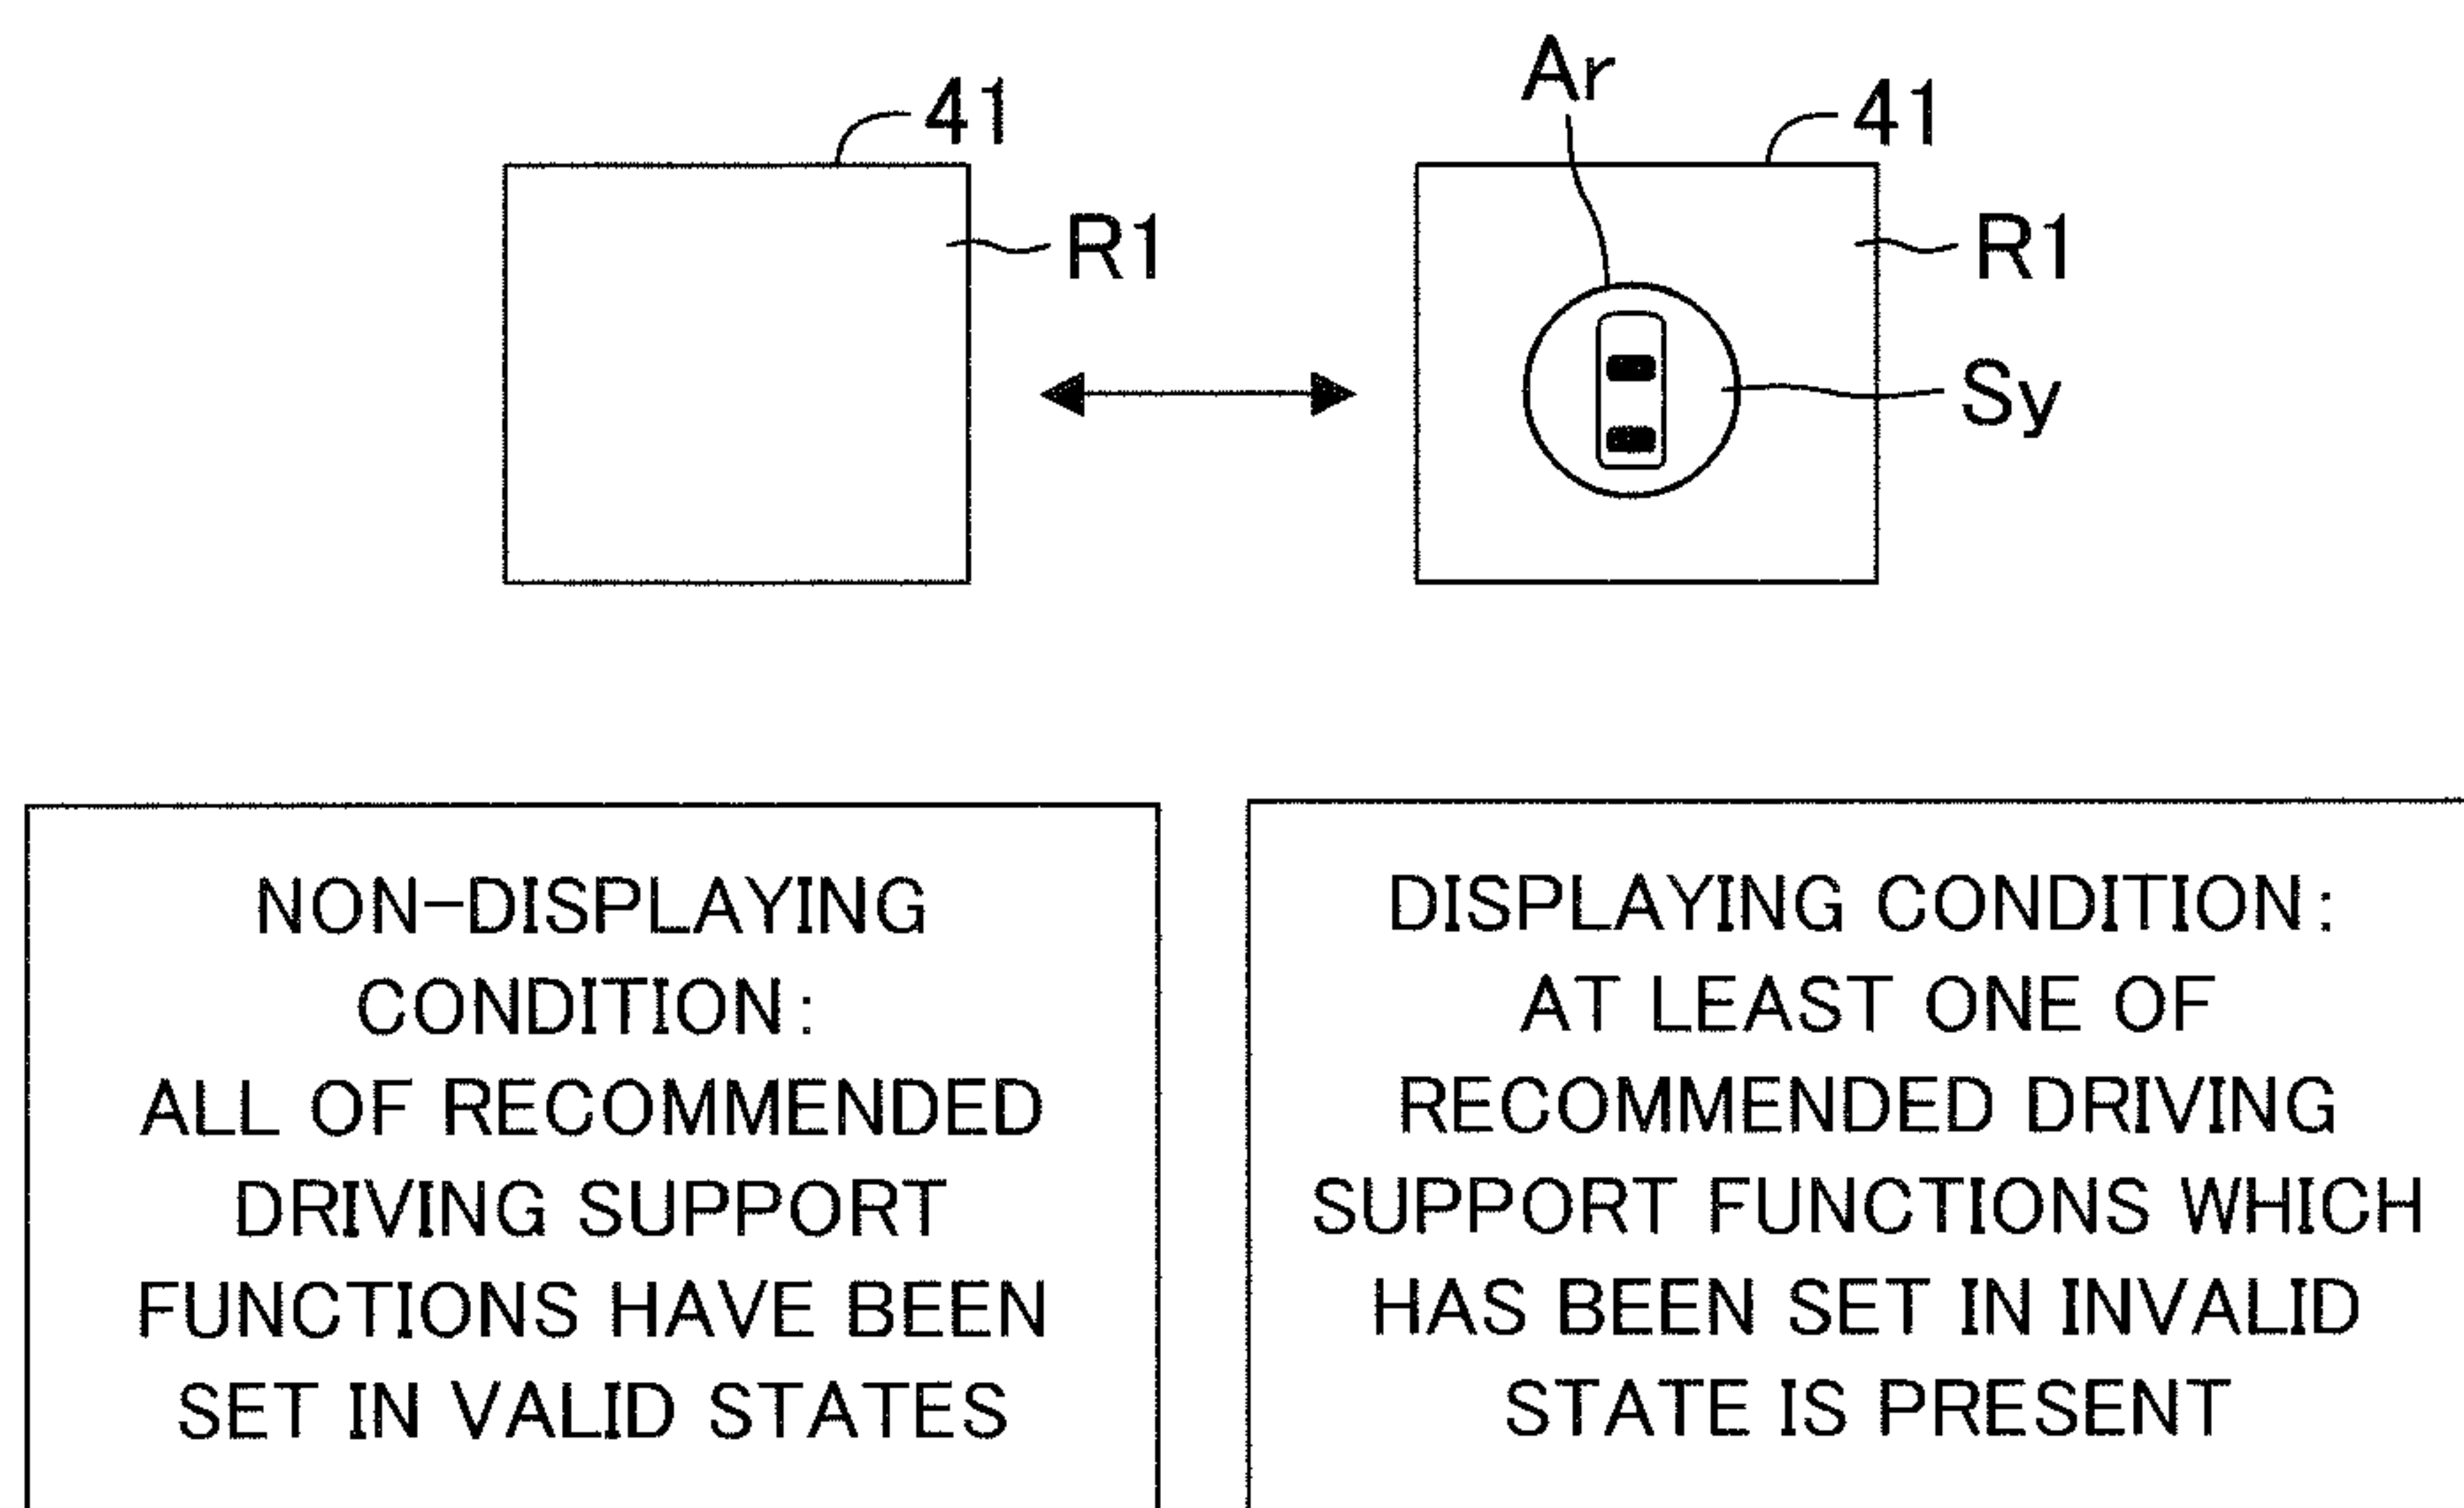 41
Ar
41
R1
R1
Sy
NON-DISPLAYING
CONDITION:
ALL OF RECOMMENDED
DRIVING SUPPORT
FUNCTIONS HAVE BEEN
SET IN VALID STATES
DISPLAYING CONDITION:
AT LEAST ONE OF
RECOMMENDED DRIVING
SUPPORT FUNCTIONS WHICH
HAS BEEN SET IN INVALID
STATE IS PRESENT